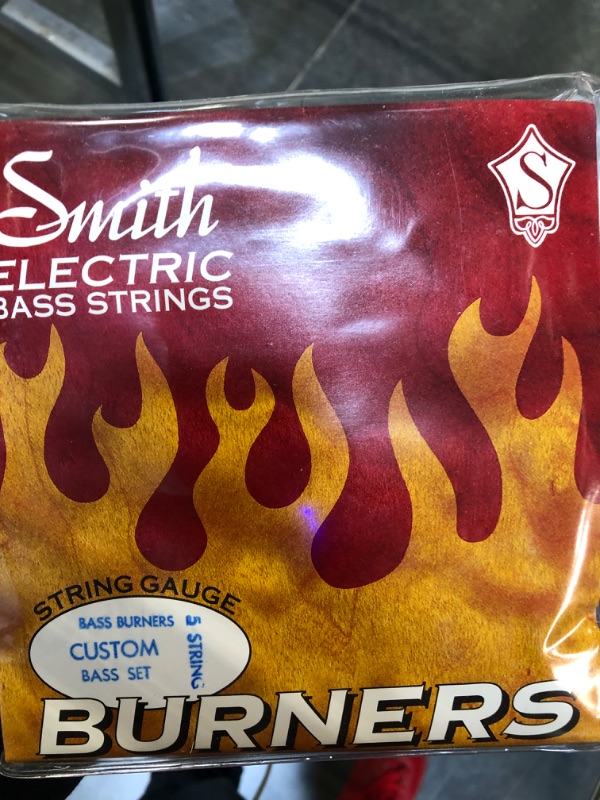 Smith
ELECTRIC
BASS STRINGS
S
STRING GAUGE
BASS BURNERS
CUSTOM
BASS SET
5 STRING
BURNERS